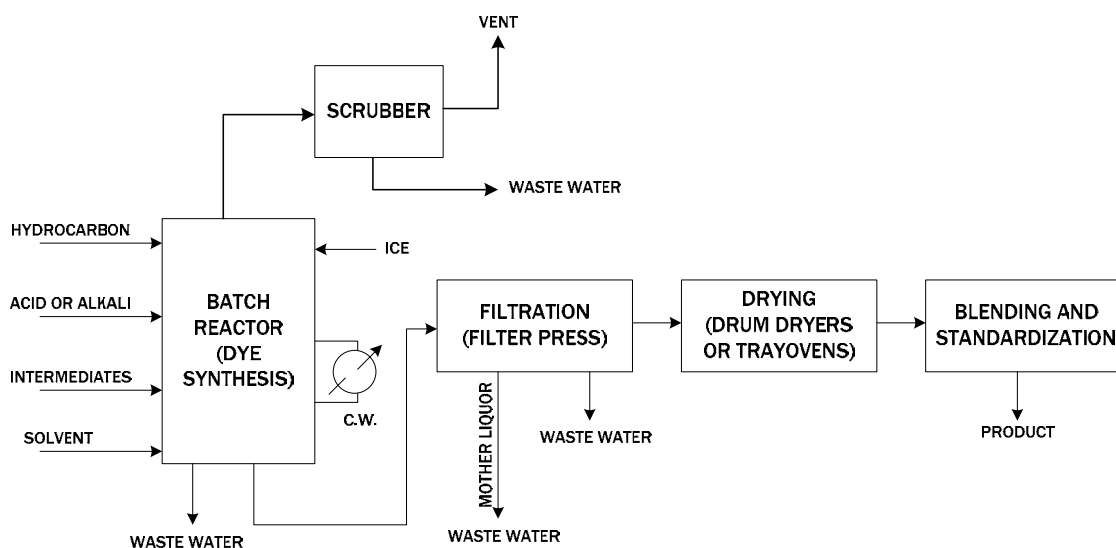 VENT
SCRUBBER
WASTE WATER
HYDROCARBON
ICE
ACID OR ALKALI
BATCH
REACTOR
(DYE
SYNTHESIS)
INTERMEDIATES
SOLVENT
C.W.
WASTE WATER
FILTRATION
(FILTER PRESS)
MOTHER LIQUOR
WASTE WATER
WASTE WATER
DRYING
(DRUM DRYERS
OR TRAYOVENS)
BLENDING AND
STANDARDIZATION
PRODUCT